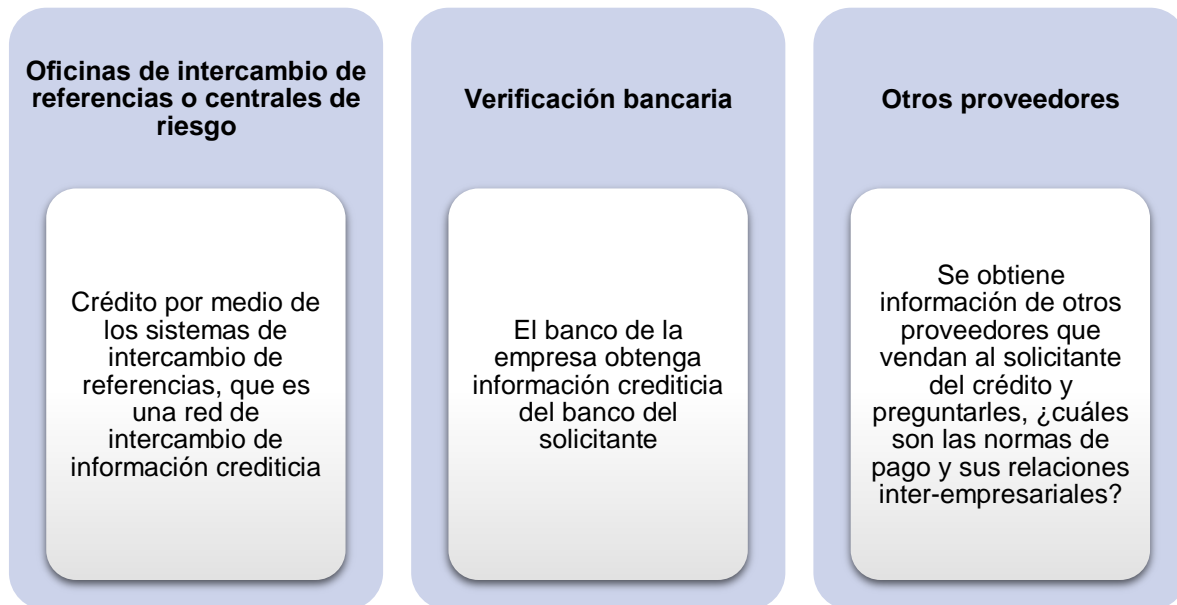 Oficinas de intercambio de
referencias o centrales de
riesgo
Crédito por medio de
los sistemas de
intercambio de
referencias, que es
una red de
intercambio de
información crediticia
Verificación bancaria
El banco de la
empresa obtenga
información crediticia
del banco del
solicitante
Otros proveedores
Se obtiene
información de otros
proveedores que
vendan al solicitante
del crédito y
preguntarles, ¿cuáles
son las normas de
pago y sus relaciones
inter-empresariales?